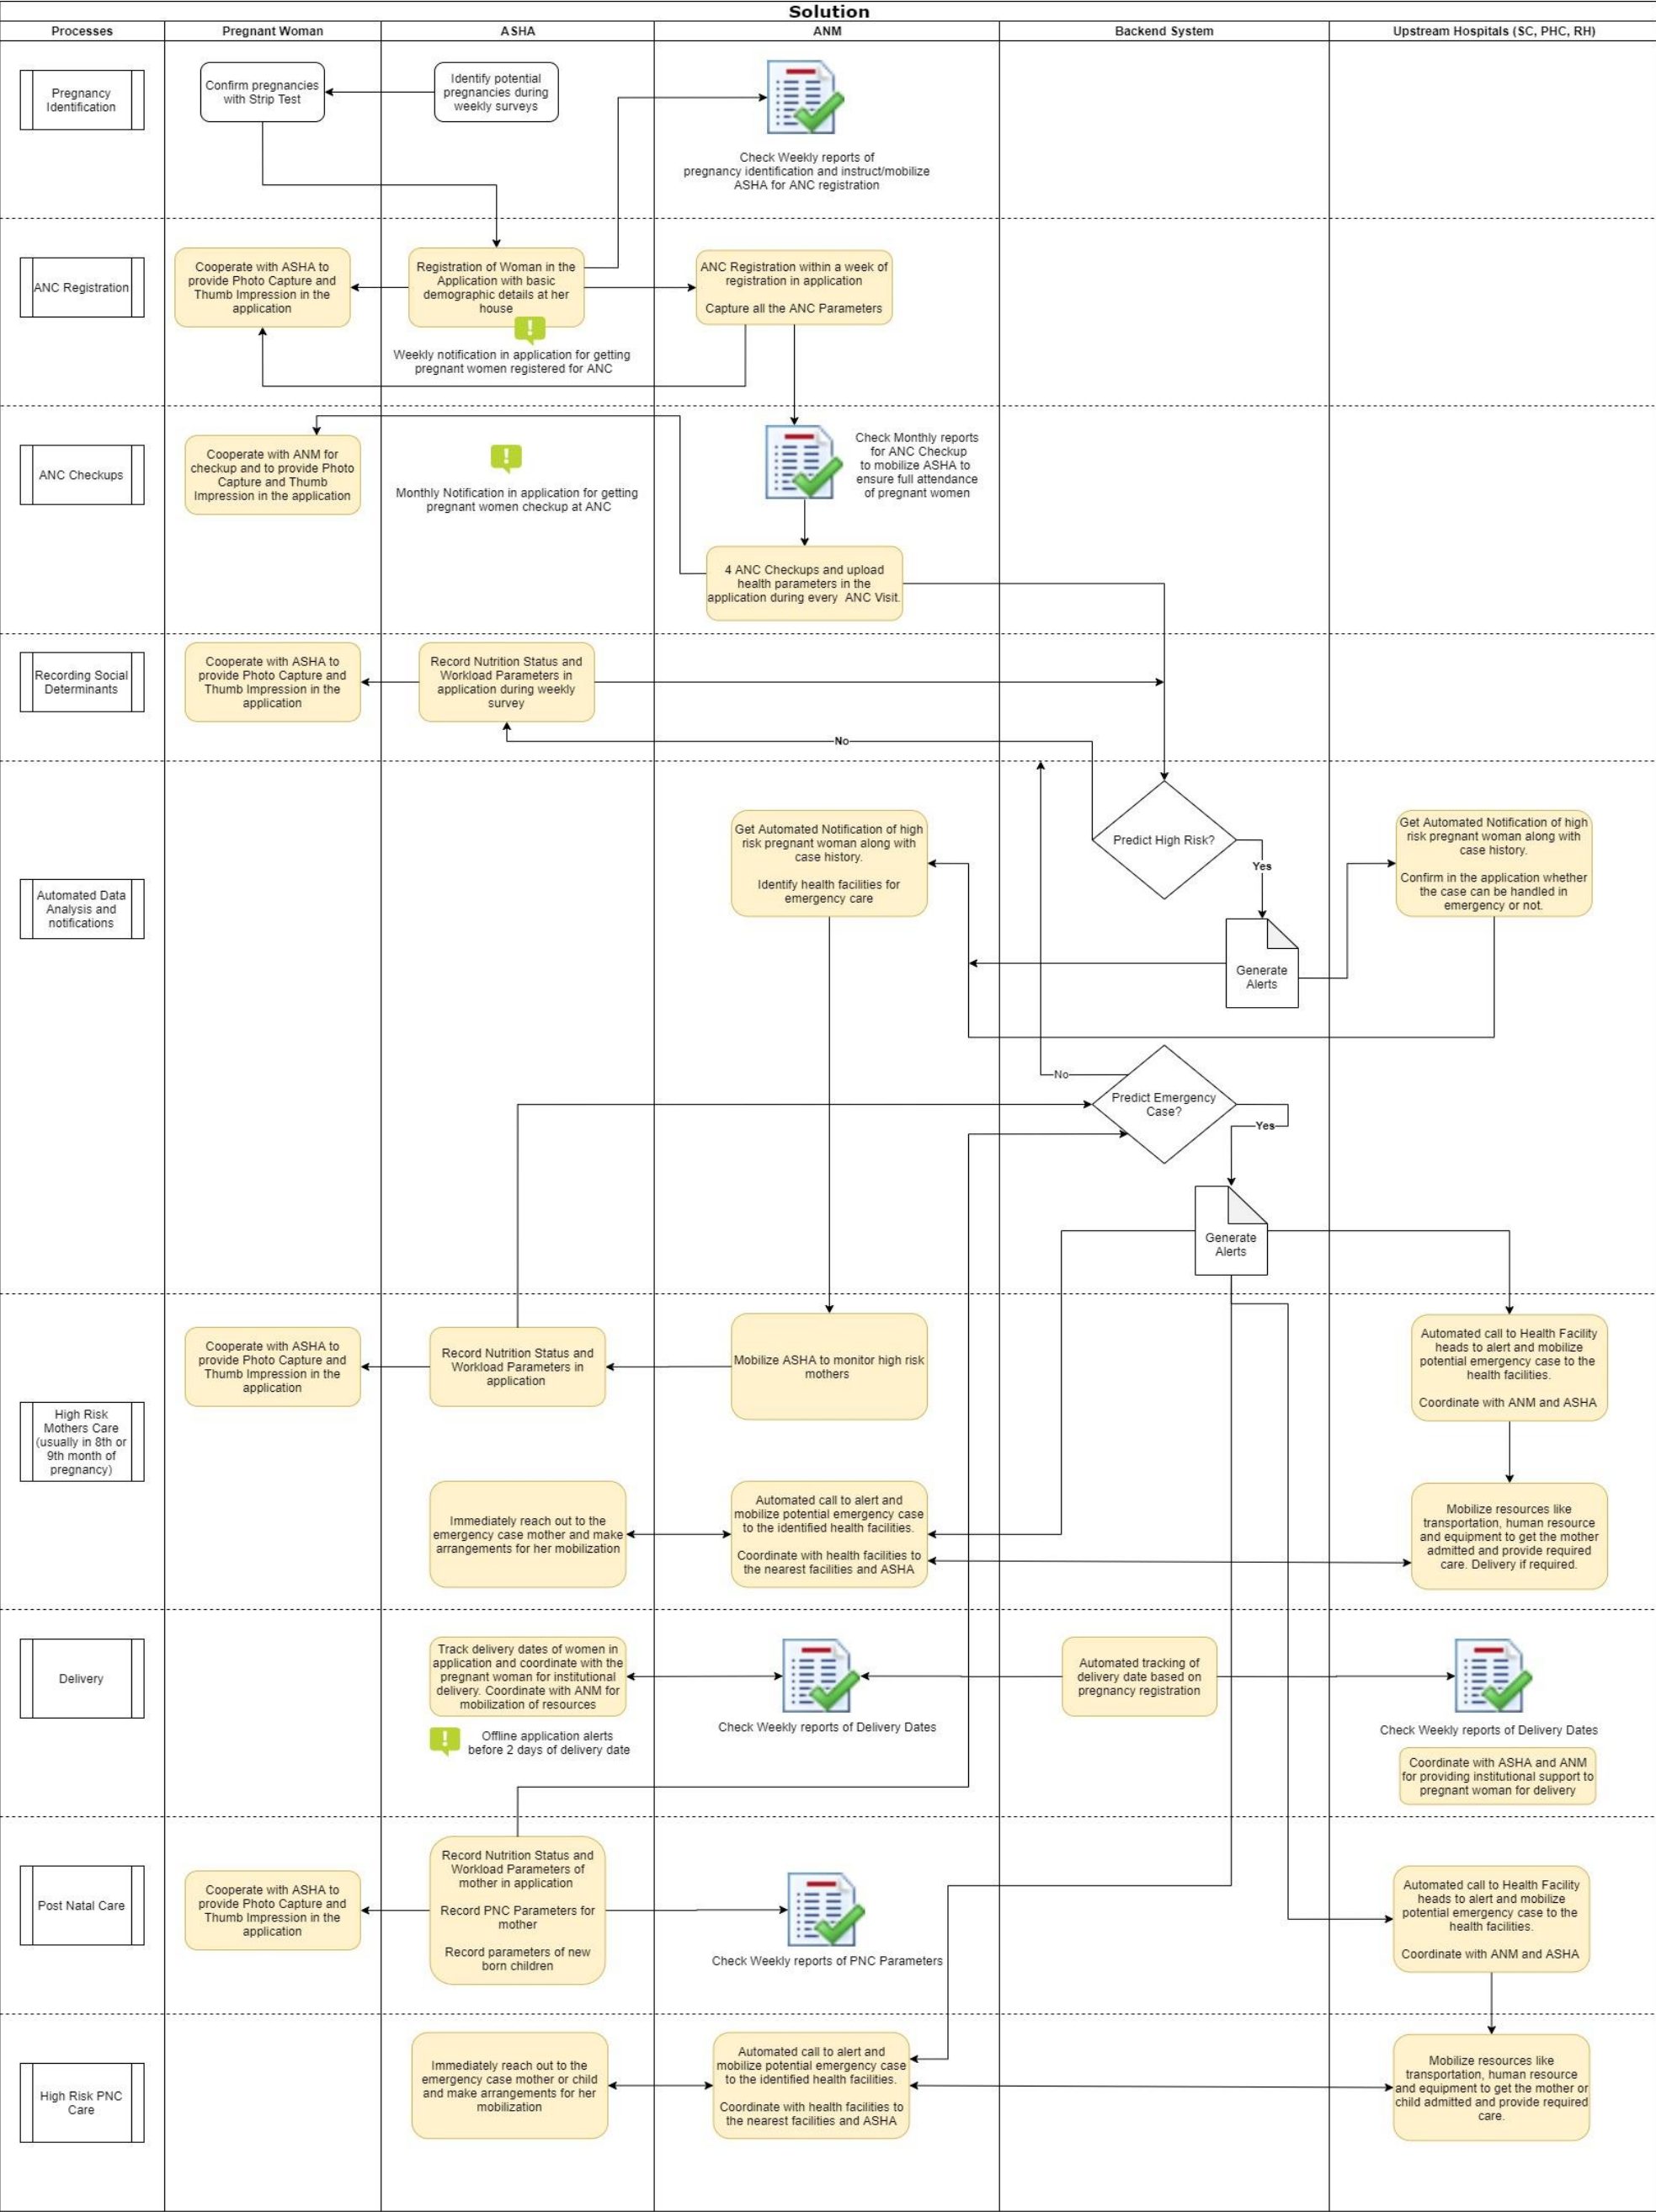 Solution
Processes
Pregnant Woman
ASHA
ANM
Backend System
Upstream Hospitals (SC, PHC, RH)
Pregnancy
Identification
Confirm pregnancies
with Strip Test
Identify potential
pregnancies during
weekly surveys
Check Weekly reports of
pregnancy identification and instruct/mobilize
ASHA for ANC registration
ANC Registration
Cooperate with ASHA to
provide Photo Capture and
Thumb Impression in the
application
Registration of Woman in the
Application with basic
demographic details at her
house
!
Weekly notification in application for getting
pregnant women registered for ANC
ANC Registration within a week of
registration in application
Capture all the ANC Parameters
ANC Checkups
Cooperate with ANM for
checkup and to provide Photo
Capture and Thumb
Impression in the application
!
Monthly Notification in application for getting
pregnant women checkup at ANC
Check Monthly reports
for ANC Checkup
to mobilize ASHA to
ensure full attendance
of pregnant women
4 ANC Checkups and upload
health parameters in the
application during every ANC Visit.
Recording Social
Determinants
Cooperate with ASHA to
provide Photo Capture and
Thumb Impression in the
application
Record Nutrition Status and
Workload Parameters in
application during weekly
survey
No
Automated Data
Analysis and
notifications
Get Automated Notification of high
risk pregnant woman along with
case history.
Identify health facilities for
emergency care
Predict High Risk?
Yes
Generate
Alerts
Get Automated Notification of high
risk pregnant woman along with
case history.
Confirm in the application whether
the case can be handled in
emergency or not.
No
Predict Emergency
Case?
Yes
Generate
Alerts
High Risk
Mothers Care
(usually in 8th or
9th month of
pregnancy)
Cooperate with ASHA to
provide Photo Capture and
Thumb Impression in the
application
Record Nutrition Status and
Workload Parameters in
application
Mobilize ASHA to monitor high risk
mothers
Automated call to Health Facility
heads to alert and mobilize
potential emergency case to the
health facilities.
Coordinate with ANM and ASHA
Immediately reach out to the
emergency case mother and make
arrangements for her mobilization
Automated call to alert and
mobilize potential emergency case
to the identified health facilities.
Coordinate with health facilities to
the nearest facilities and ASHA
Mobilize resources like
transportation, human resource
and equipment to get the mother
admitted and provide required
care. Delivery if required.
Delivery
Track delivery dates of women in
application and coordinate with the
pregnant woman for institutional
delivery. Coordinate with ANM for
mobilization of resources
!
Offline application alerts
before 2 days of delivery date
Check Weekly reports of Delivery Dates
Automated tracking of
delivery date based on
pregnancy registration
Check Weekly reports of Delivery Dates
Coordinate with ASHA and ANM
for providing institutional support to
pregnant woman for delivery
Post Natal Care
Cooperate with ASHA to
provide Photo Capture and
Thumb Impression in the
application
Record Nutrition Status and
Workload Parameters of
mother in application
Record PNC Parameters for
mother
Record parameters of new
born children
Check Weekly reports of PNC Parameters
Automated call to Health Facility
heads to alert and mobilize
potential emergency case to the
health facilities.
Coordinate with ANM and ASHA
High Risk PNC
Care
Immediately reach out to the
emergency case mother or child
and make arrangements for her
mobilization
Automated call to alert and
mobilize potential emergency case
to the identified health facilities.
Coordinate with health facilities to
the nearest facilities and ASHA
Mobilize resources like
transportation, human resource
and equipment to get the mother or
child admitted and provide required
care.